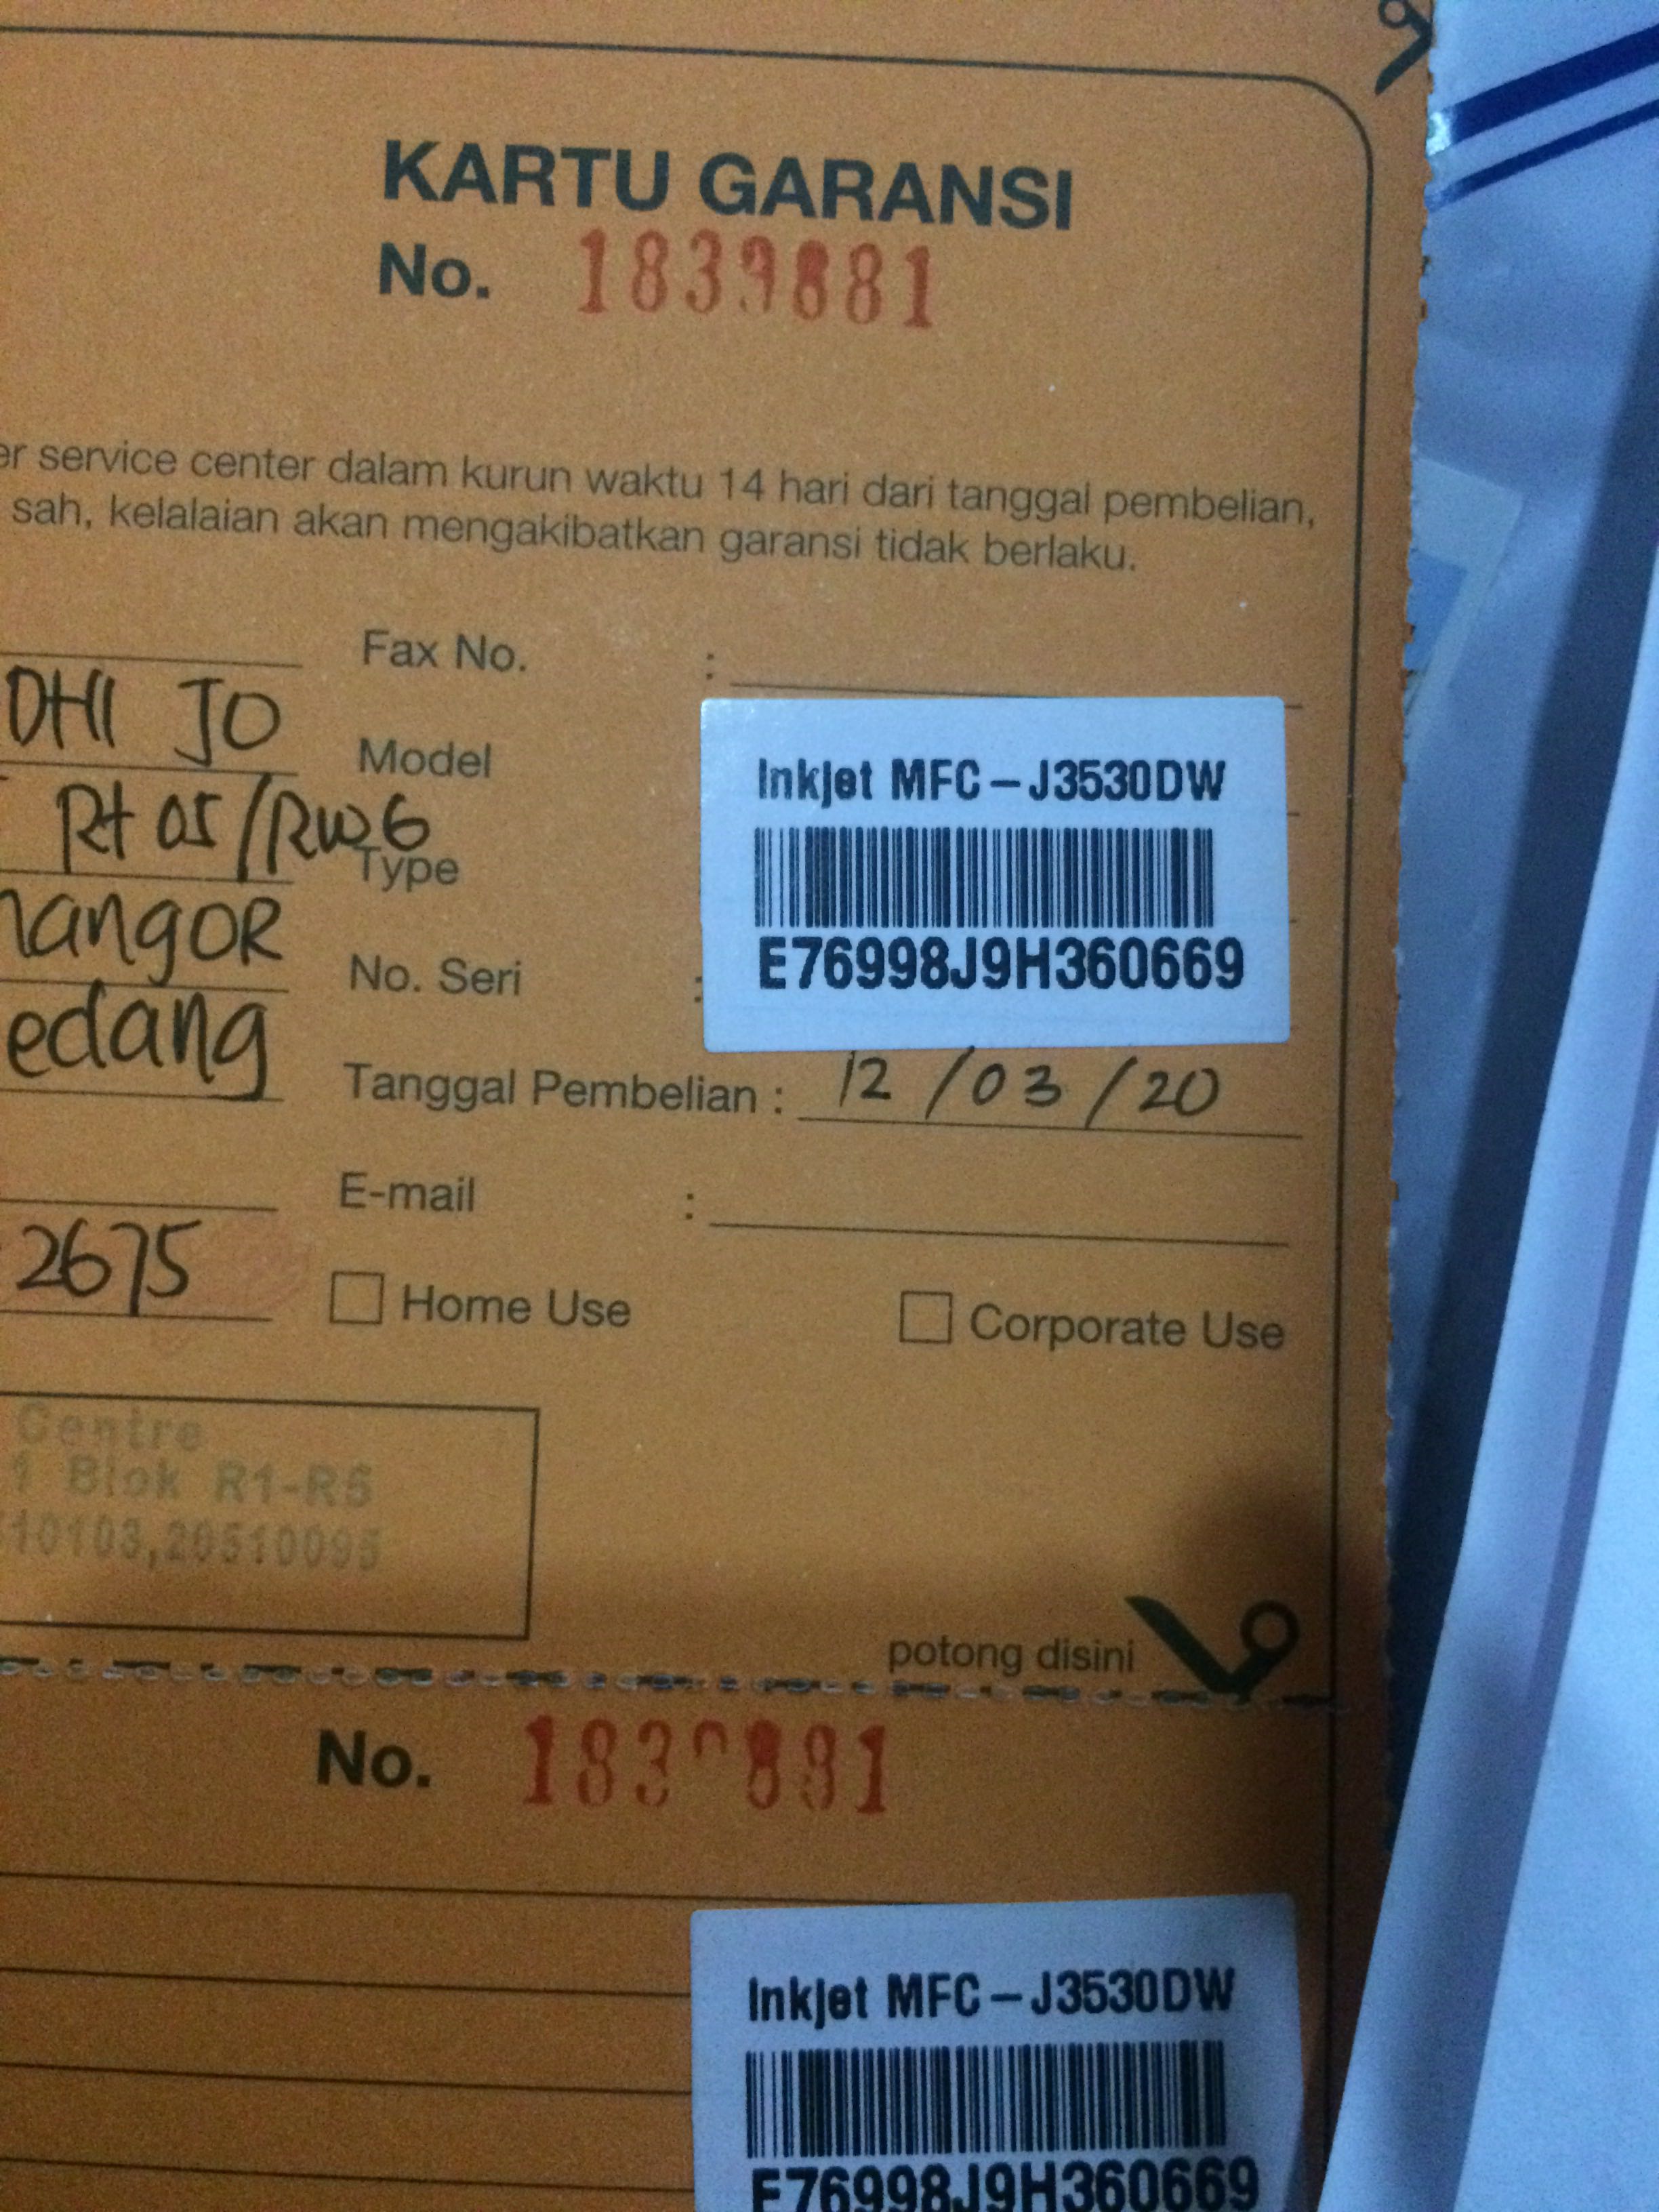 KARTU GARANSI
No. 1839881
er service center dalam kurun waktu 14 hari dari tanggal pembelian,
sah, kelalaian akan mengakibatkan garansi tidak berlaku.
Fax No. :
DHI JO
Model
Inkjet MFC-J3530DW
Rt 05/RW6
Type
nangOR
No. Seri :
E76998J9H360669
edang
Tanggal Pembelian : 12/03/20
E-mail :
2675
Home Use
Corporate Use
Centre
1 Blok R1-R5
10103,20510095
potong disini
No. 1839881
Inkjet MFC-J3530DW
E76998J9H360669